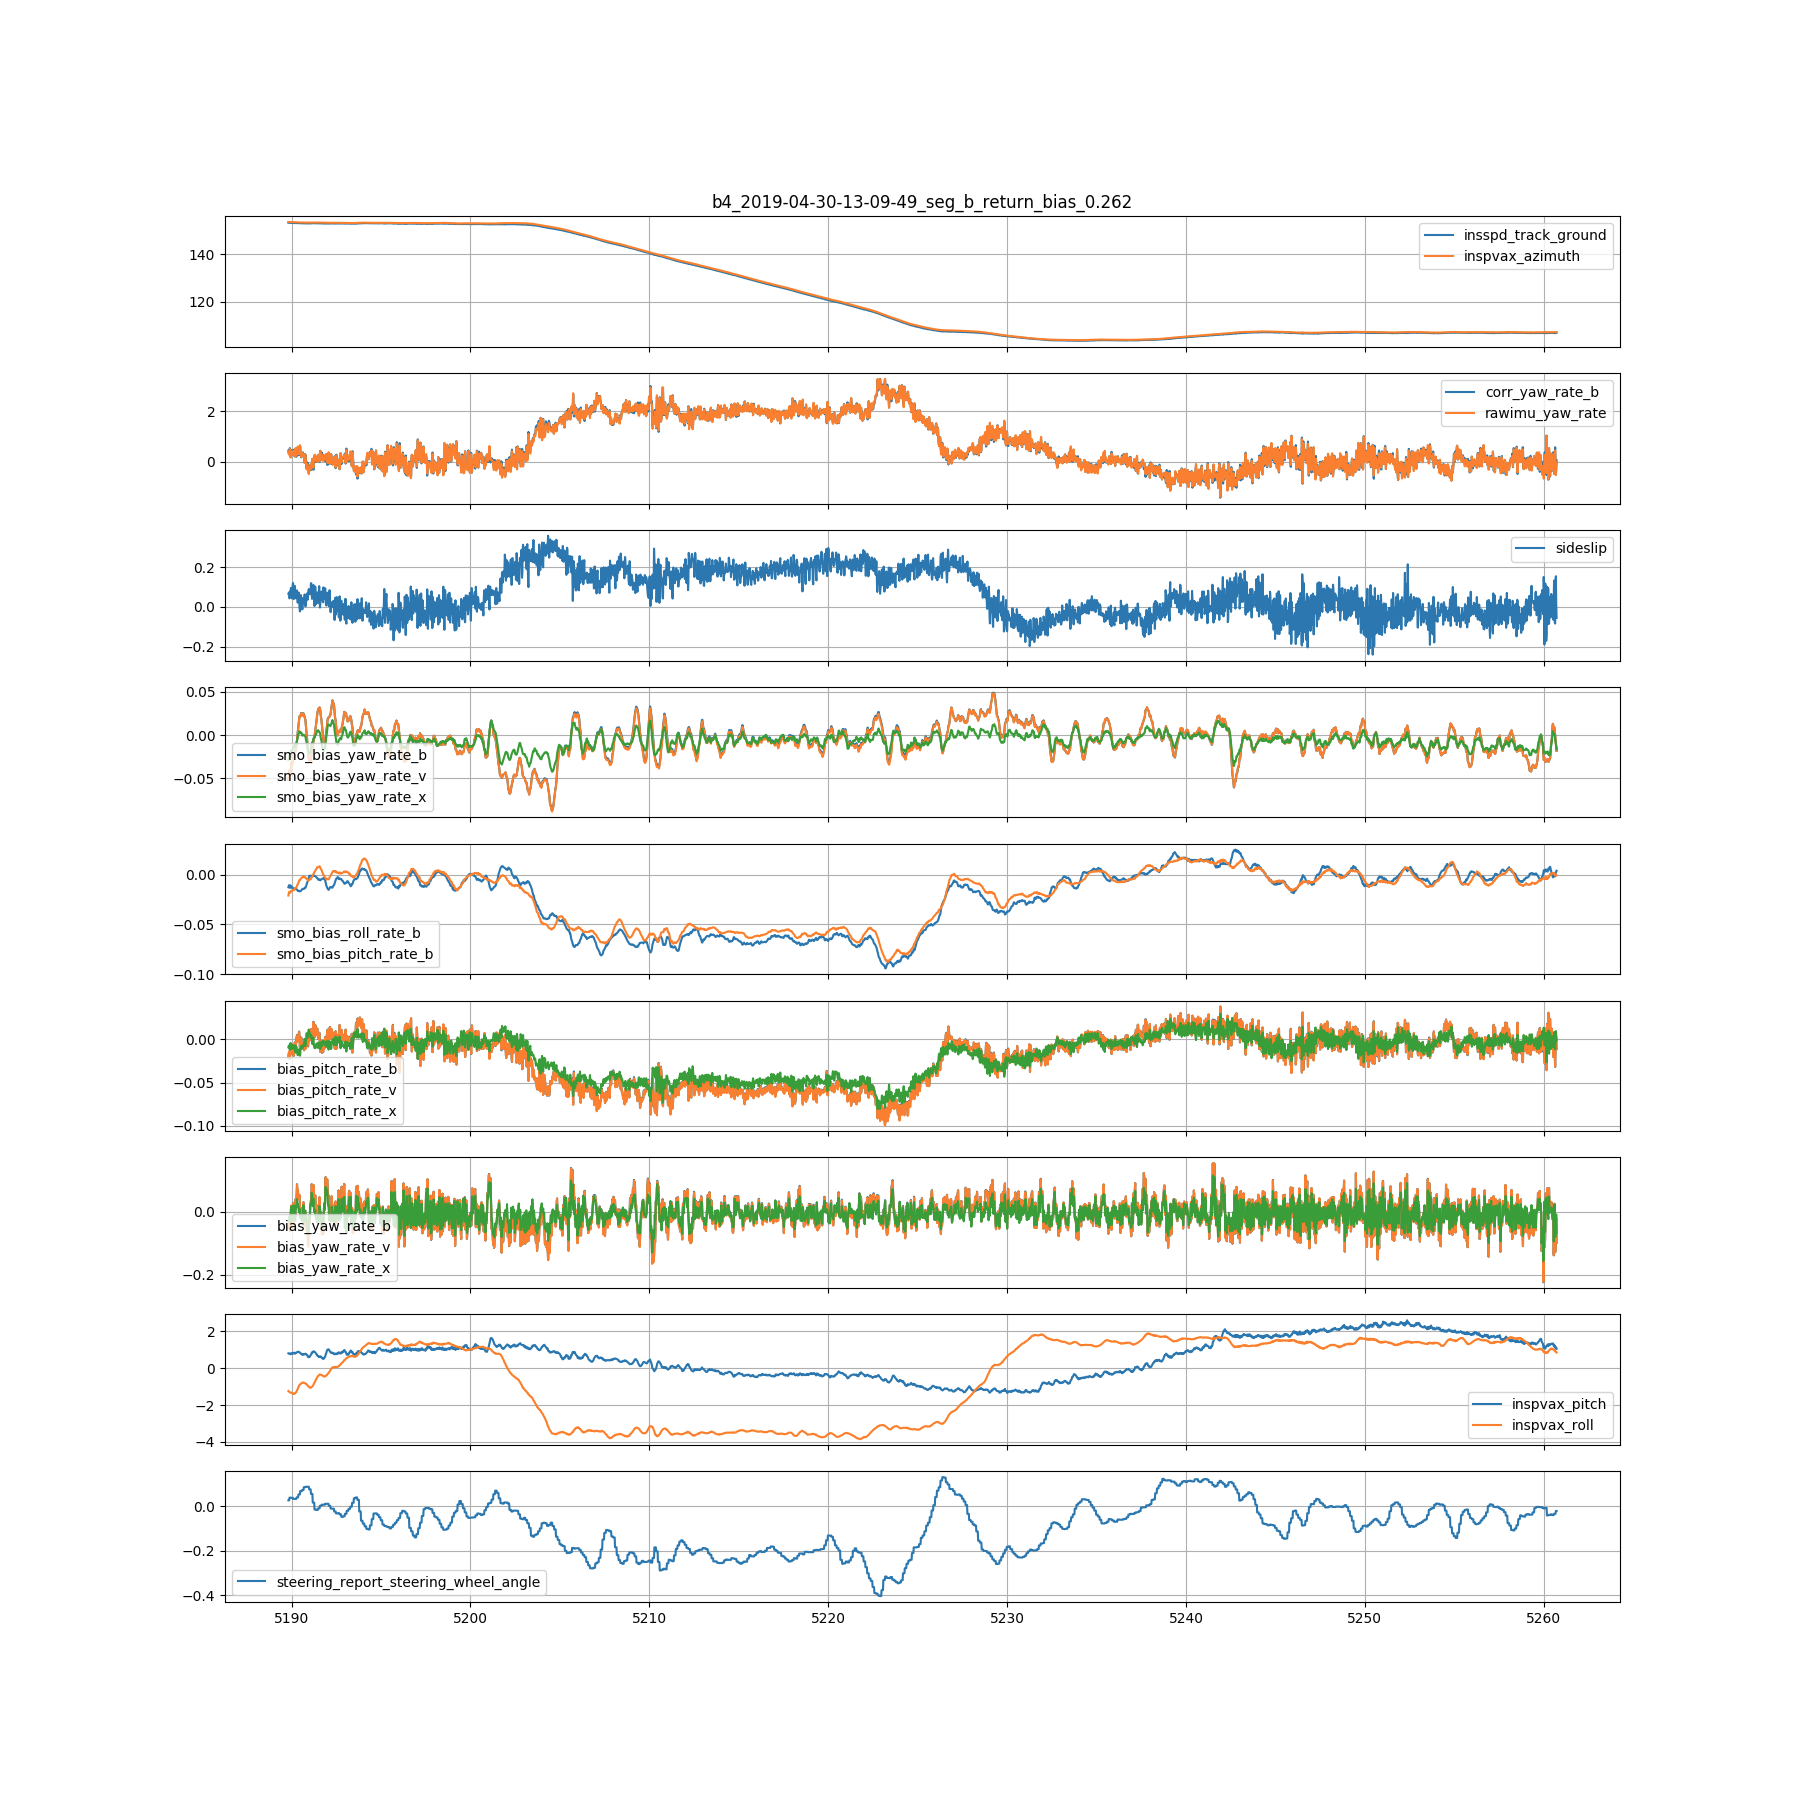 b4_2019-04-30-13-09-49_seg_b_return_bias_0.262
140
120
insspd_track_ground
inspvax_azimuth
2
0
corr_yaw_rate_b
rawimu_yaw_rate
0.2
0.0
−0.2
sideslip
0.05
0.00
−0.05
smo_bias_yaw_rate_b
smo_bias_yaw_rate_v
smo_bias_yaw_rate_x
0.00
−0.05
−0.10
smo_bias_roll_rate_b
smo_bias_pitch_rate_b
0.00
−0.05
−0.10
bias_pitch_rate_b
bias_pitch_rate_v
bias_pitch_rate_x
0.0
−0.2
bias_yaw_rate_b
bias_yaw_rate_v
bias_yaw_rate_x
2
0
−2
−4
inspvax_pitch
inspvax_roll
0.0
−0.2
−0.4
steering_report_steering_wheel_angle
5190 5200 5210 5220 5230 5240 5250 5260